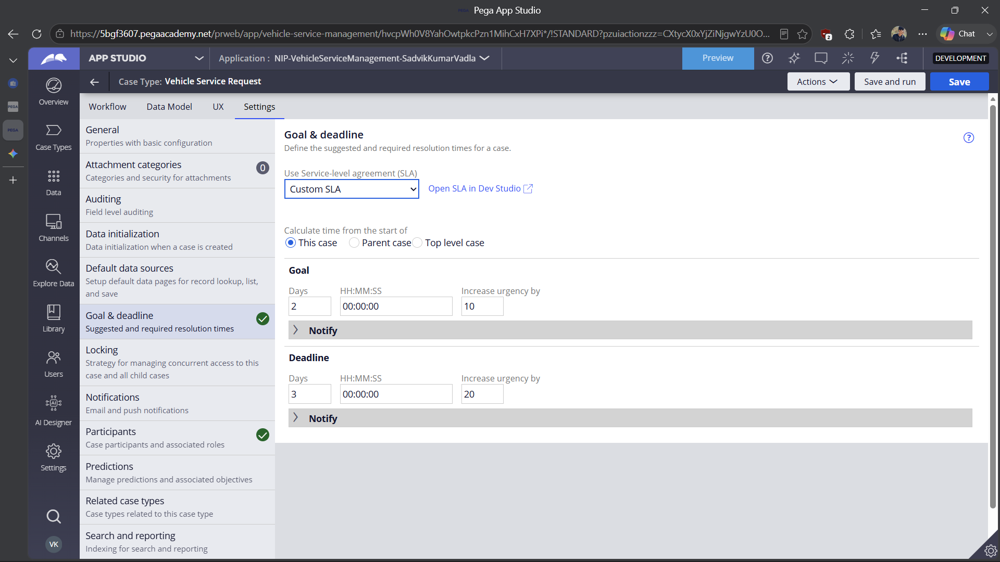 PEGA Pega App Studio
https://5bgf3607.pegaacademy.net/prweb/app/vehicle-service-management/hvcpWh0V8YahOwtpkcPzn1MihCxH7XPi*/!STANDARD?pzuiactionzzz=CXtycX0xYjZiNjgwYzU0O...
2
Chat
APP STUDIO
Application : NIP-VehicleServiceManagement-SadvikKumarVadla
Preview
DEVELOPMENT
Case Type: Vehicle Service Request
Actions
Save and run
Save
PEGA
PEGA
Overview
Case Types
Data
Channels
Explore Data
Library
Users
AI
AI Designer
Settings
VK
Workflow
Data Model
UX
Settings
General
Properties with basic configuration
Attachment categories
0
Categories and security for attachments
Auditing
Field level auditing
Data initialization
Data initialization when a case is created
Default data sources
Setup default data pages for record lookup, list,
and save
Goal & deadline
Suggested and required resolution times
Locking
Strategy for managing concurrent access to this
case and all child cases
Notifications
Email and push notifications
Participants
Case participants and associated roles
Predictions
Manage predictions and associated objectives
Related case types
Case types related to this case type
Search and reporting
Indexing for search and reporting
Goal & deadline
Define the suggested and required resolution times for a case.
Use Service-level agreement (SLA)
Custom SLA
Open SLA in Dev Studio
Calculate time from the start of
This case
Parent case
Top level case
Goal
Days
HH:MM:SS
Increase urgency by
2
00:00:00
10
Notify
Deadline
Days
HH:MM:SS
Increase urgency by
3
00:00:00
20
Notify